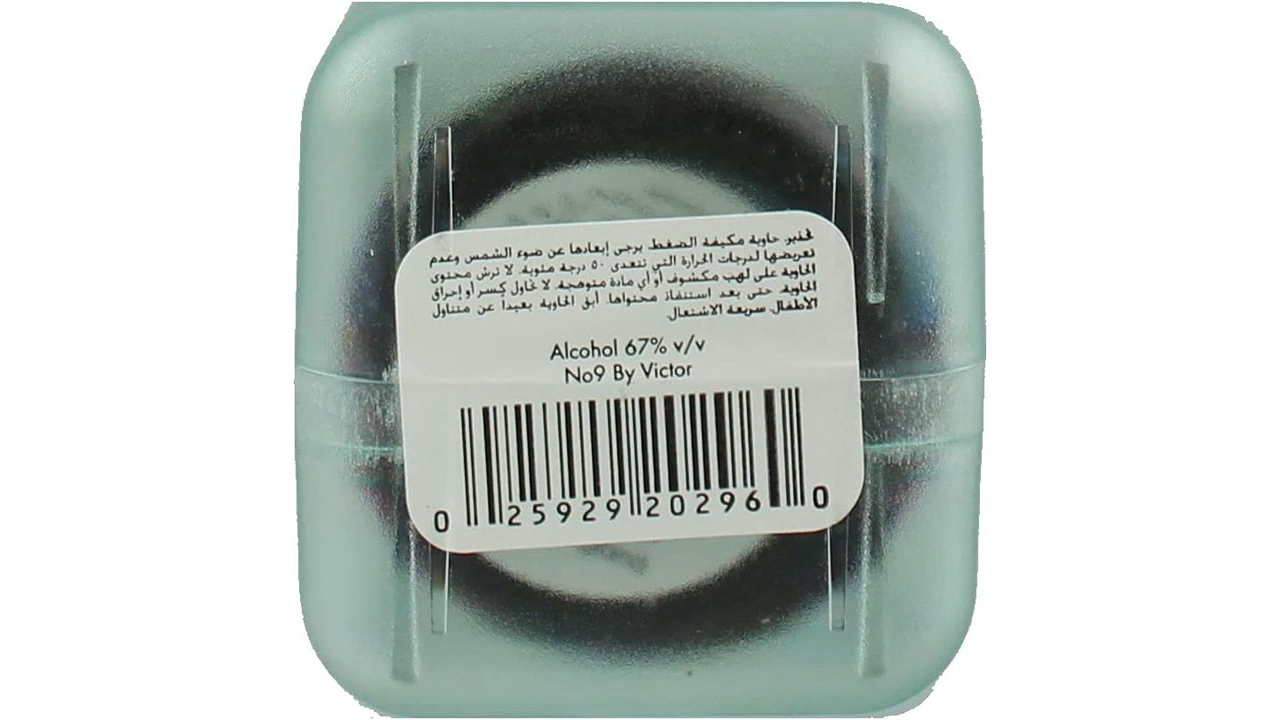 تحذير. حاوية مكيفة الضغط. يرجى إبعادها عن ضوء الشمس وعدم
تعريضها لدرجات الحرارة التي تتعدى ٥٠ درجة مئوية. لا ترش محتوى
الحاوية على لهب مكشوف أو أي مادة متوهجة. لا تحاول كسر أو إحراق
الحاوية. حتى بعد استنفاذ محتواها. أبق الحاوية بعيدا عن متناول
الأطفال. سريعة الاشتعال.
Alcohol 67% v/v
No9 By Victor
0 25929 20296 0